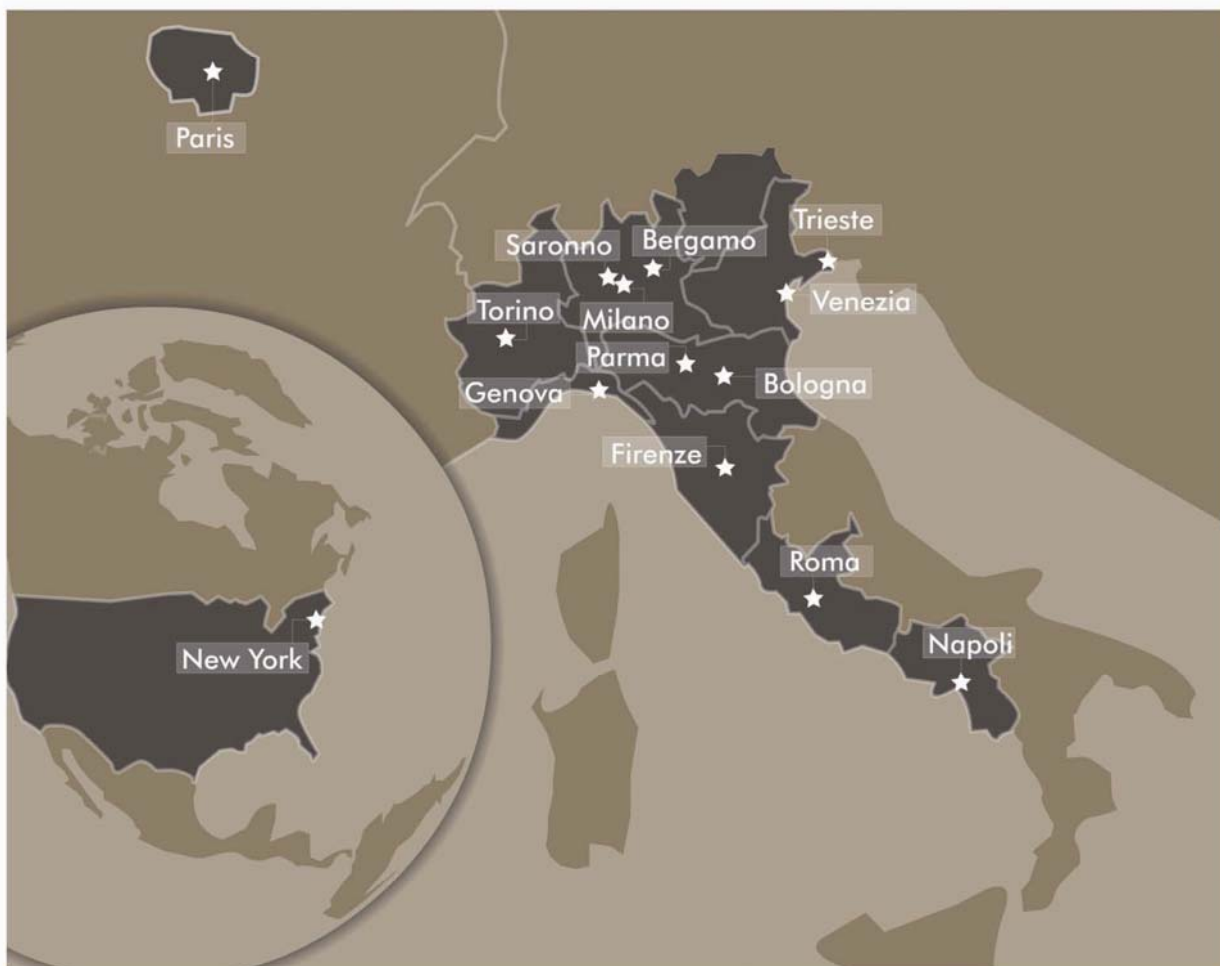 Paris
Trieste
Saronno
Bergamo
Venezia
Torino
Milano
Parma
Genova
Bologna
Firenze
Roma
New York
Napoli